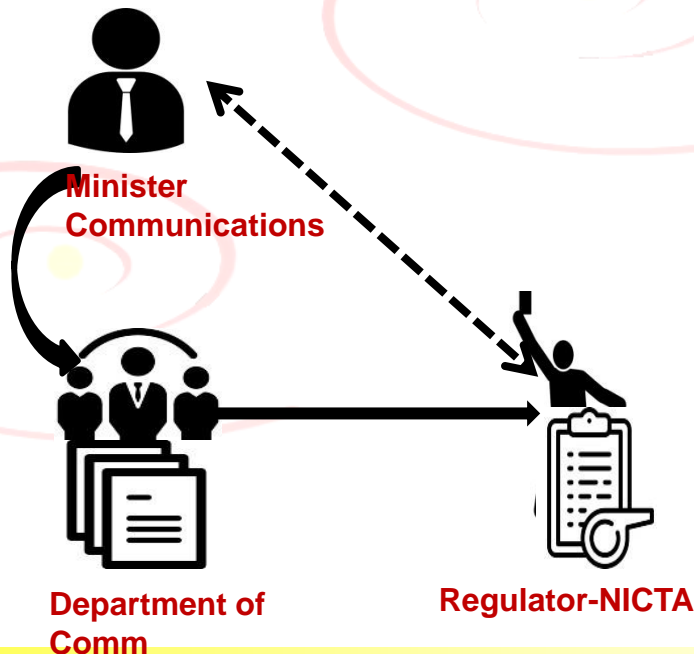 Minister
Communications
Department of
Comm
Regulator-NICTA